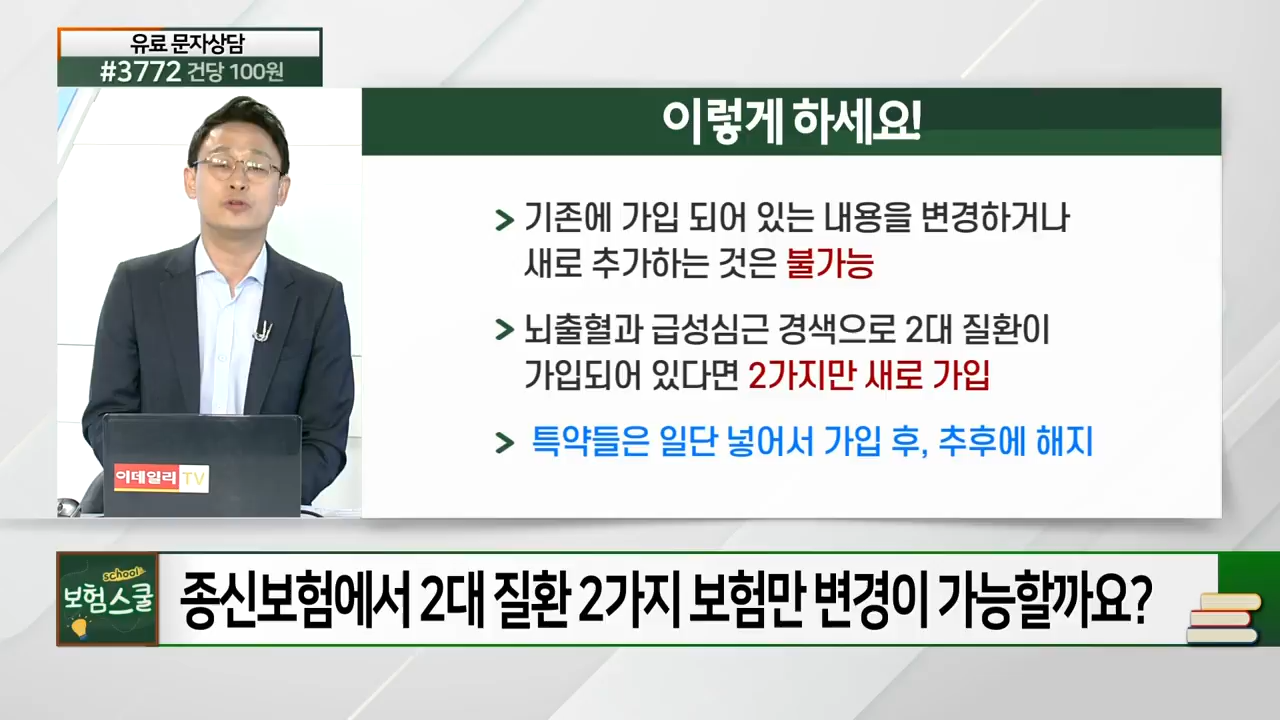 유료 문자상담
#3772 건당 100원
이렇게 하세요!
기존에 가입 되어 있는 내용을 변경하거나
새로 추가하는 것은 불가능
뇌출혈과 급성심근 경색으로 2대 질환이
가입되어 있다면 2가지만 새로 가입
특약들은 일단 넣어서 가입 후, 추후에 해지
이데일리 TV
school
보험스쿨
종신보험에서 2대 질환 2가지 보험만 변경이 가능할까요?